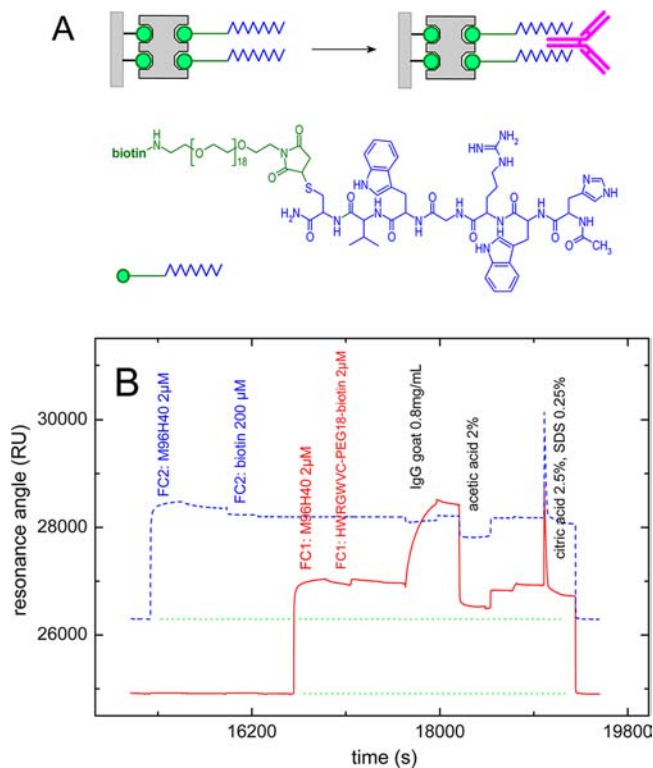 A
biotin
H
N
O
O
18
N
O
O
S
H2N
O
H
N
O
N
H
HN
H
N
O
O
N
H
HN
NH2
NH
H
N
O
O
N
H
HN
H
N
O
N
NH
NH
O
CH3
B
FC2: M96H40 2µM
FC2: biotin 200 µM
FC1: M96H40 2µM
FC1: HWRGWVC-PEG18-biotin 2µM
IgG goat 0.8mg/mL
acetic acid 2%
citric acid 2.5%, SDS 0.25%
resonance angle (RU)
30000
28000
26000
16200
18000
19800
time (s)